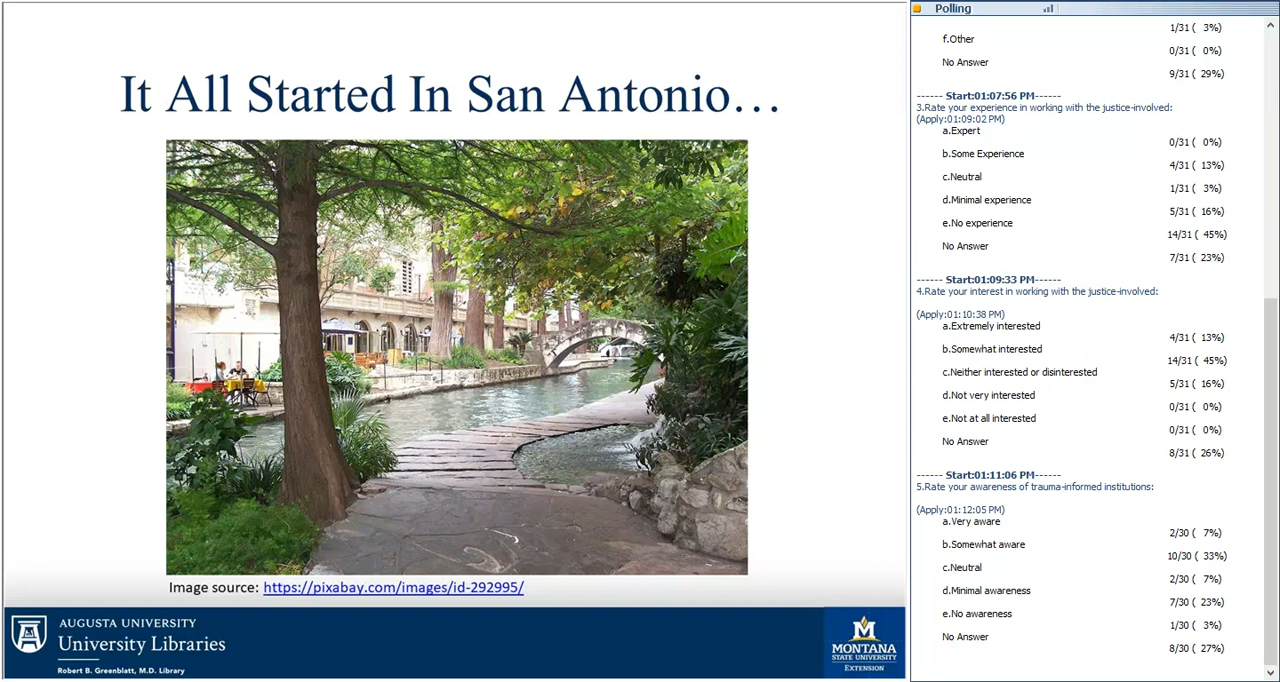 It All Started In San Antonio…
Image source: https://pixabay.com/images/id-292995/
AUGUSTA UNIVERSITY
University Libraries
Robert B. Greenblatt, M.D. Library
MONTANA
STATE UNIVERSITY
EXTENSION
Polling
1/31 ( 3%)
f.Other
0/31 ( 0%)
No Answer
9/31 ( 29%)
------ Start:01:07:56 PM------
3.Rate your experience in working with the justice-involved:
(Apply:01:09:02 PM)
a.Expert
0/31 ( 0%)
b.Some Experience
4/31 ( 13%)
c.Neutral
1/31 ( 3%)
d.Minimal experience
5/31 ( 16%)
e.No experience
14/31 ( 45%)
No Answer
7/31 ( 23%)
------ Start:01:09:33 PM------
4.Rate your interest in working with the justice-involved:
(Apply:01:10:38 PM)
a.Extremely interested
4/31 ( 13%)
b.Somewhat interested
14/31 ( 45%)
c.Neither interested or disinterested
5/31 ( 16%)
d.Not very interested
0/31 ( 0%)
e.Not at all interested
0/31 ( 0%)
No Answer
8/31 ( 26%)
------ Start:01:11:06 PM------
5.Rate your awareness of trauma-informed institutions:
(Apply:01:12:05 PM)
a.Very aware
2/30 ( 7%)
b.Somewhat aware
10/30 ( 33%)
c.Neutral
2/30 ( 7%)
d.Minimal awareness
7/30 ( 23%)
e.No awareness
1/30 ( 3%)
No Answer
8/30 ( 27%)